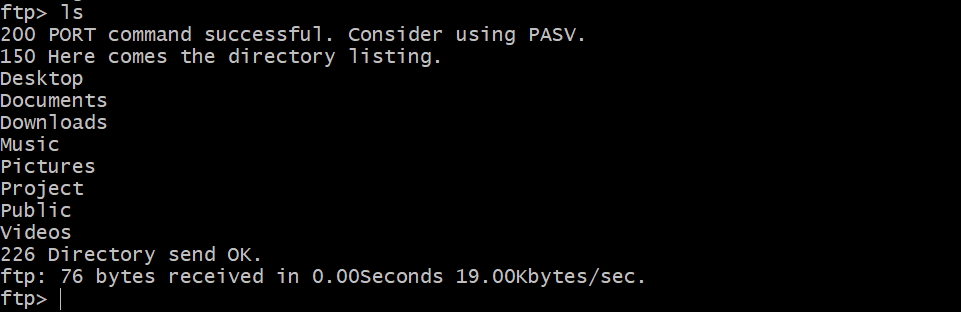 ftp> ls
200 PORT command successful. Consider using PASV.
150 Here comes the directory listing.
Desktop
Documents
Downloads
Music
Pictures
Project
Public
Videos
226 Directory send OK.
ftp: 76 bytes received in 0.00Seconds 19.00Kbytes/sec.
ftp>